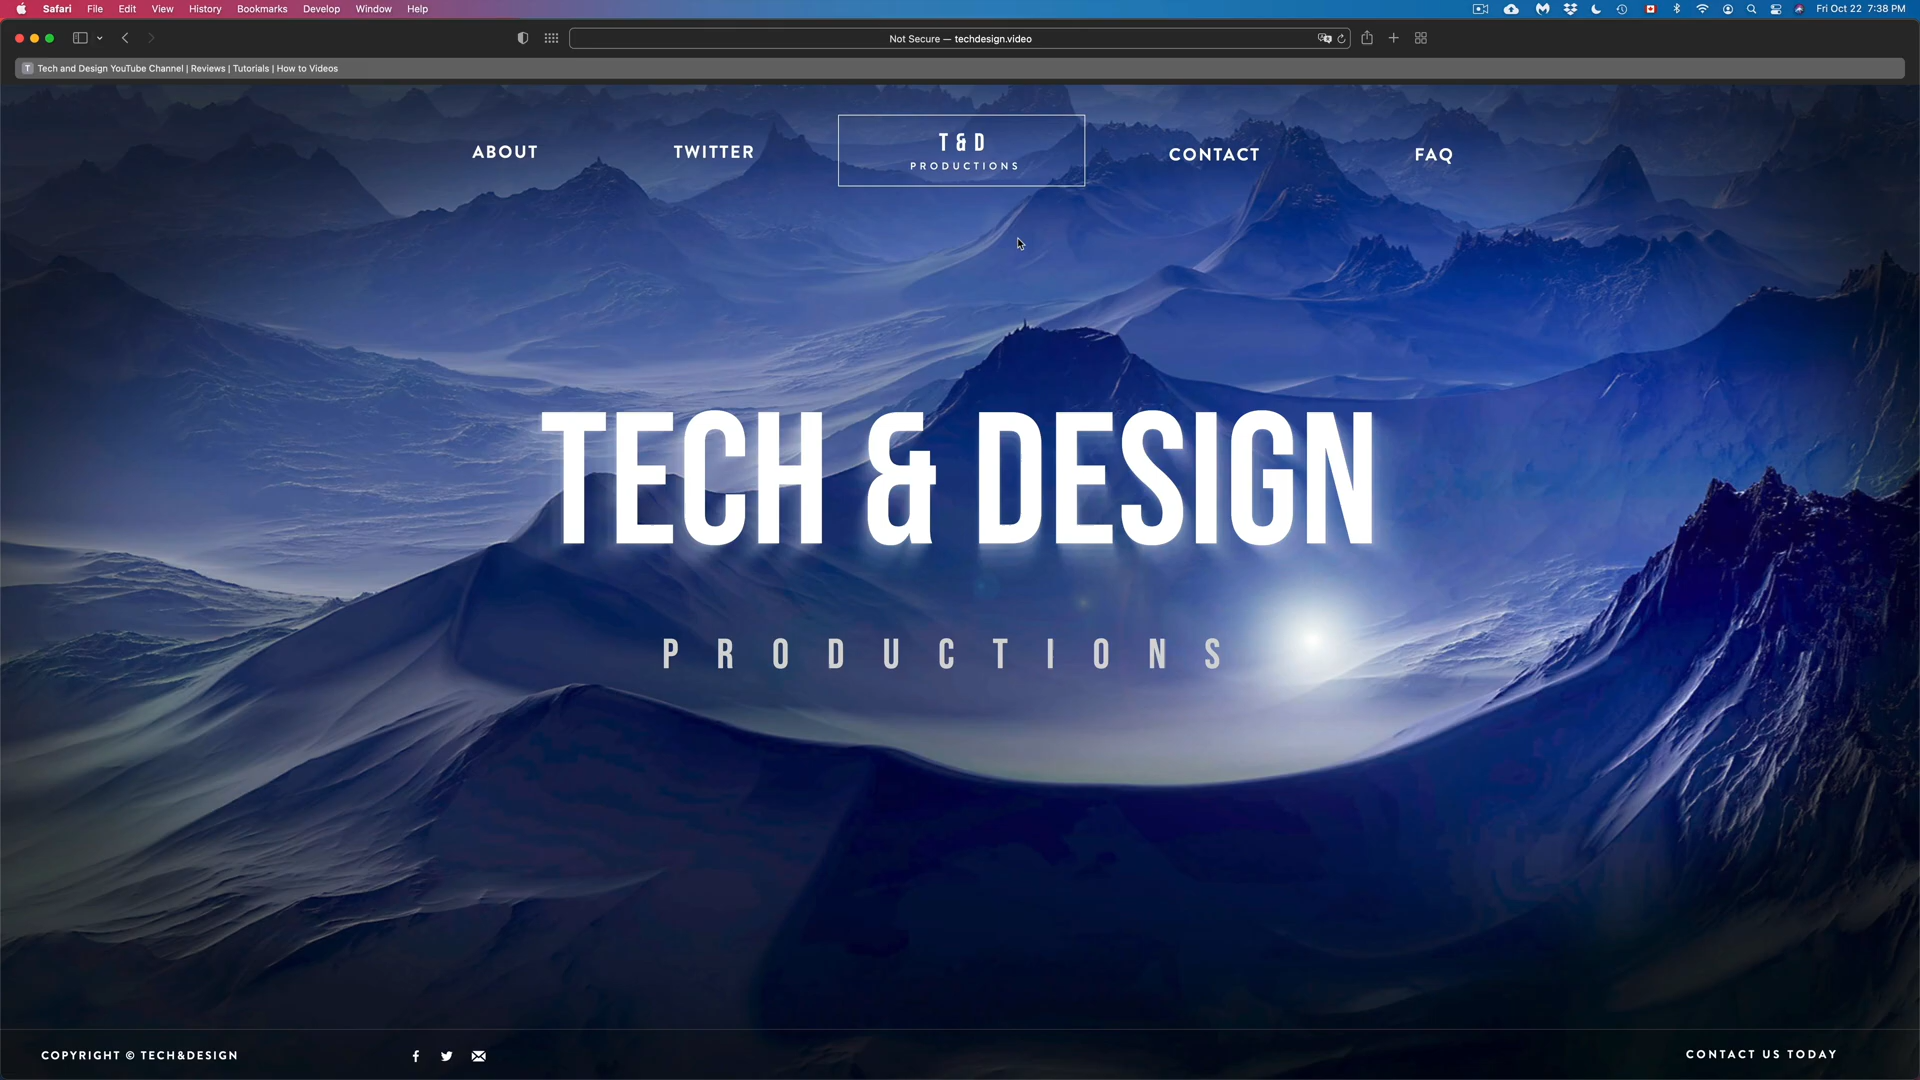 Safari File Edit View History Bookmarks Develop Window Help Fri Oct 22 7:38 PM
Not Secure — techdesign.video
T Tech and Design YouTube Channel | Reviews | Tutorials | How to Videos
ABOUT TWITTER T & D PRODUCTIONS CONTACT FAQ
TECH & DESIGN
PRODUCTIONS
COPYRIGHT © TECH&DESIGN CONTACT US TODAY